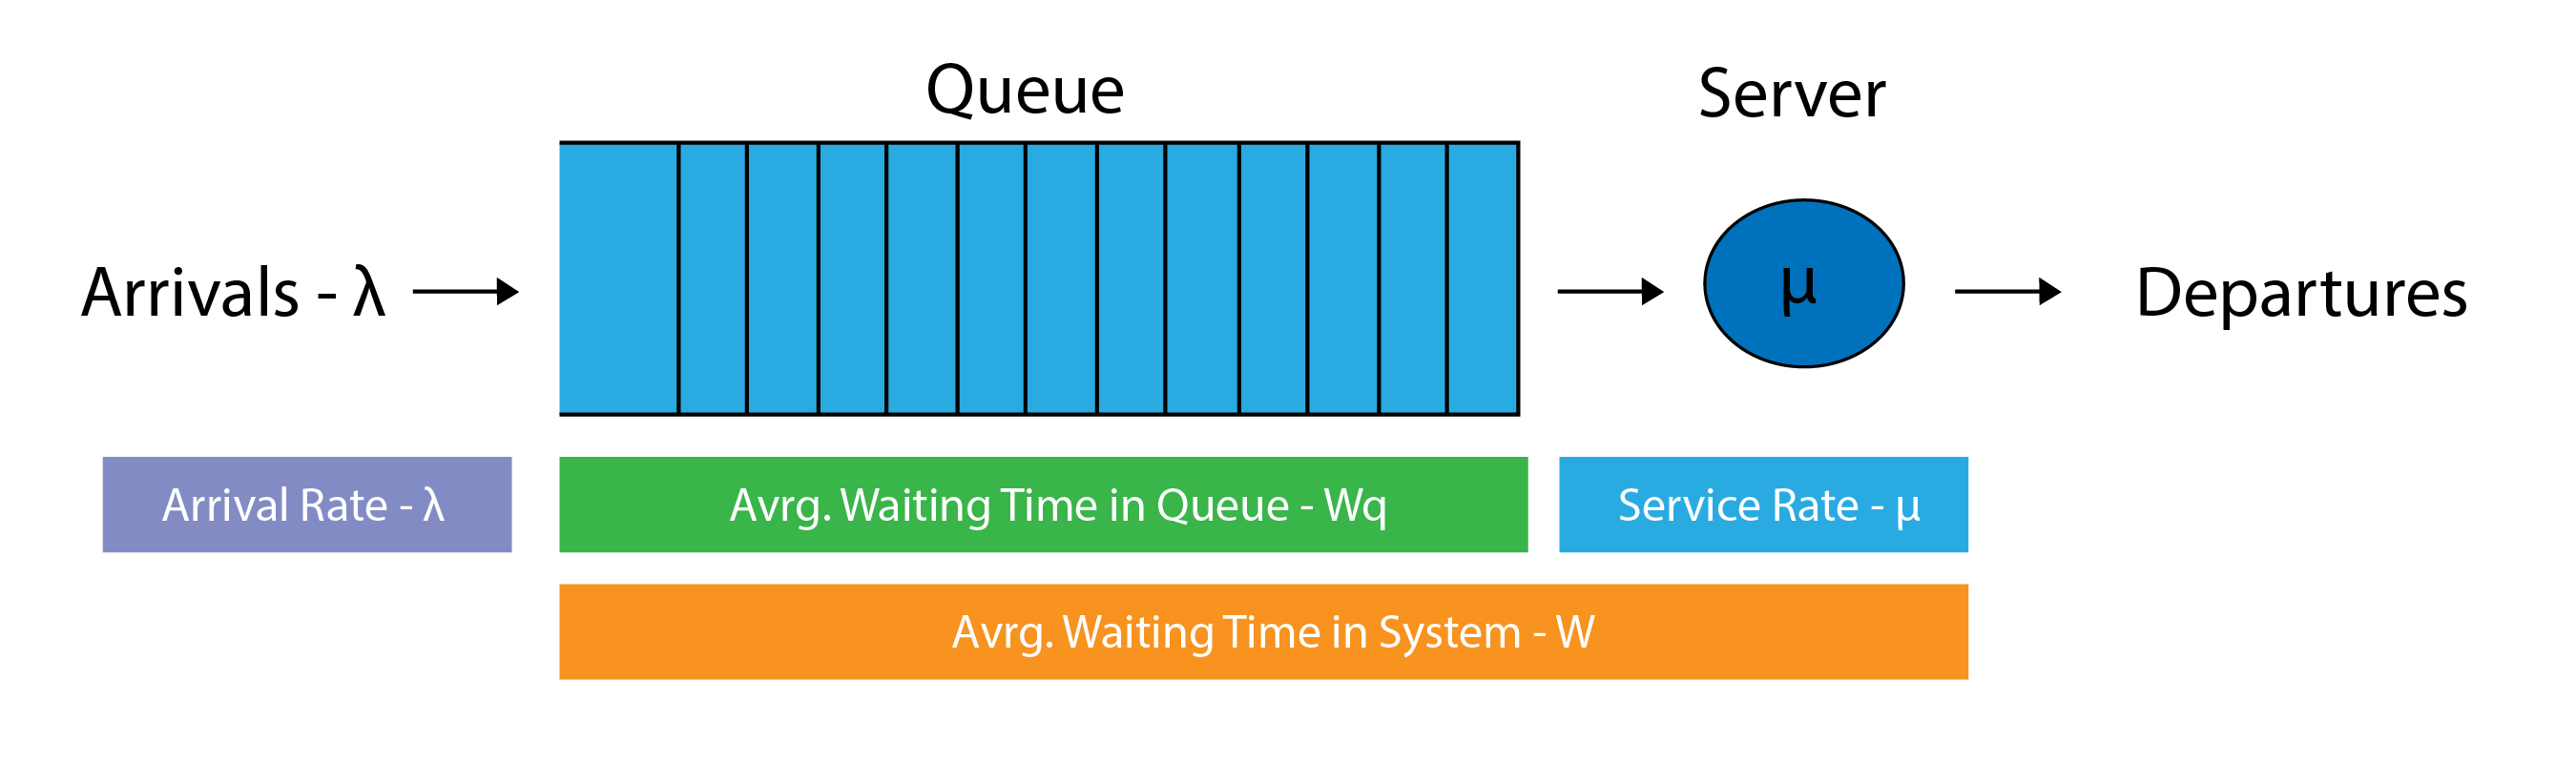 Queue
Server
Arrivals - λ
μ
Departures
Arrival Rate - λ
Avrg. Waiting Time in Queue - Wq
Service Rate - μ
Avrg. Waiting Time in System - W